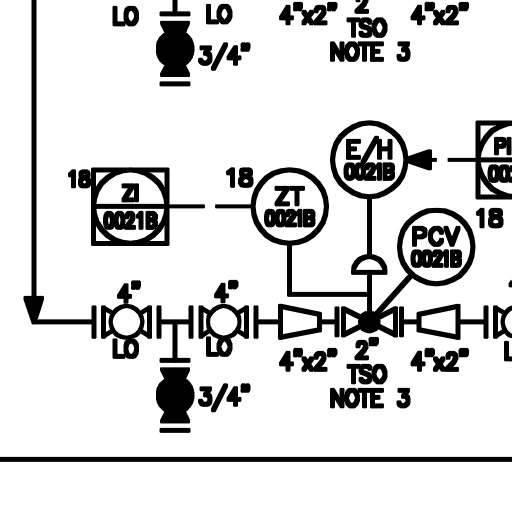 LO
LO
4"x2"
2"
4"x2"
TSO
3/4"
NOTE 3
E/H
0021B
18
ZI
0021B
18
ZT
0021B
18
PCV
0021B
4"
4"
LO
LO
4"x2"
2"
4"x2"
TSO
3/4"
NOTE 3